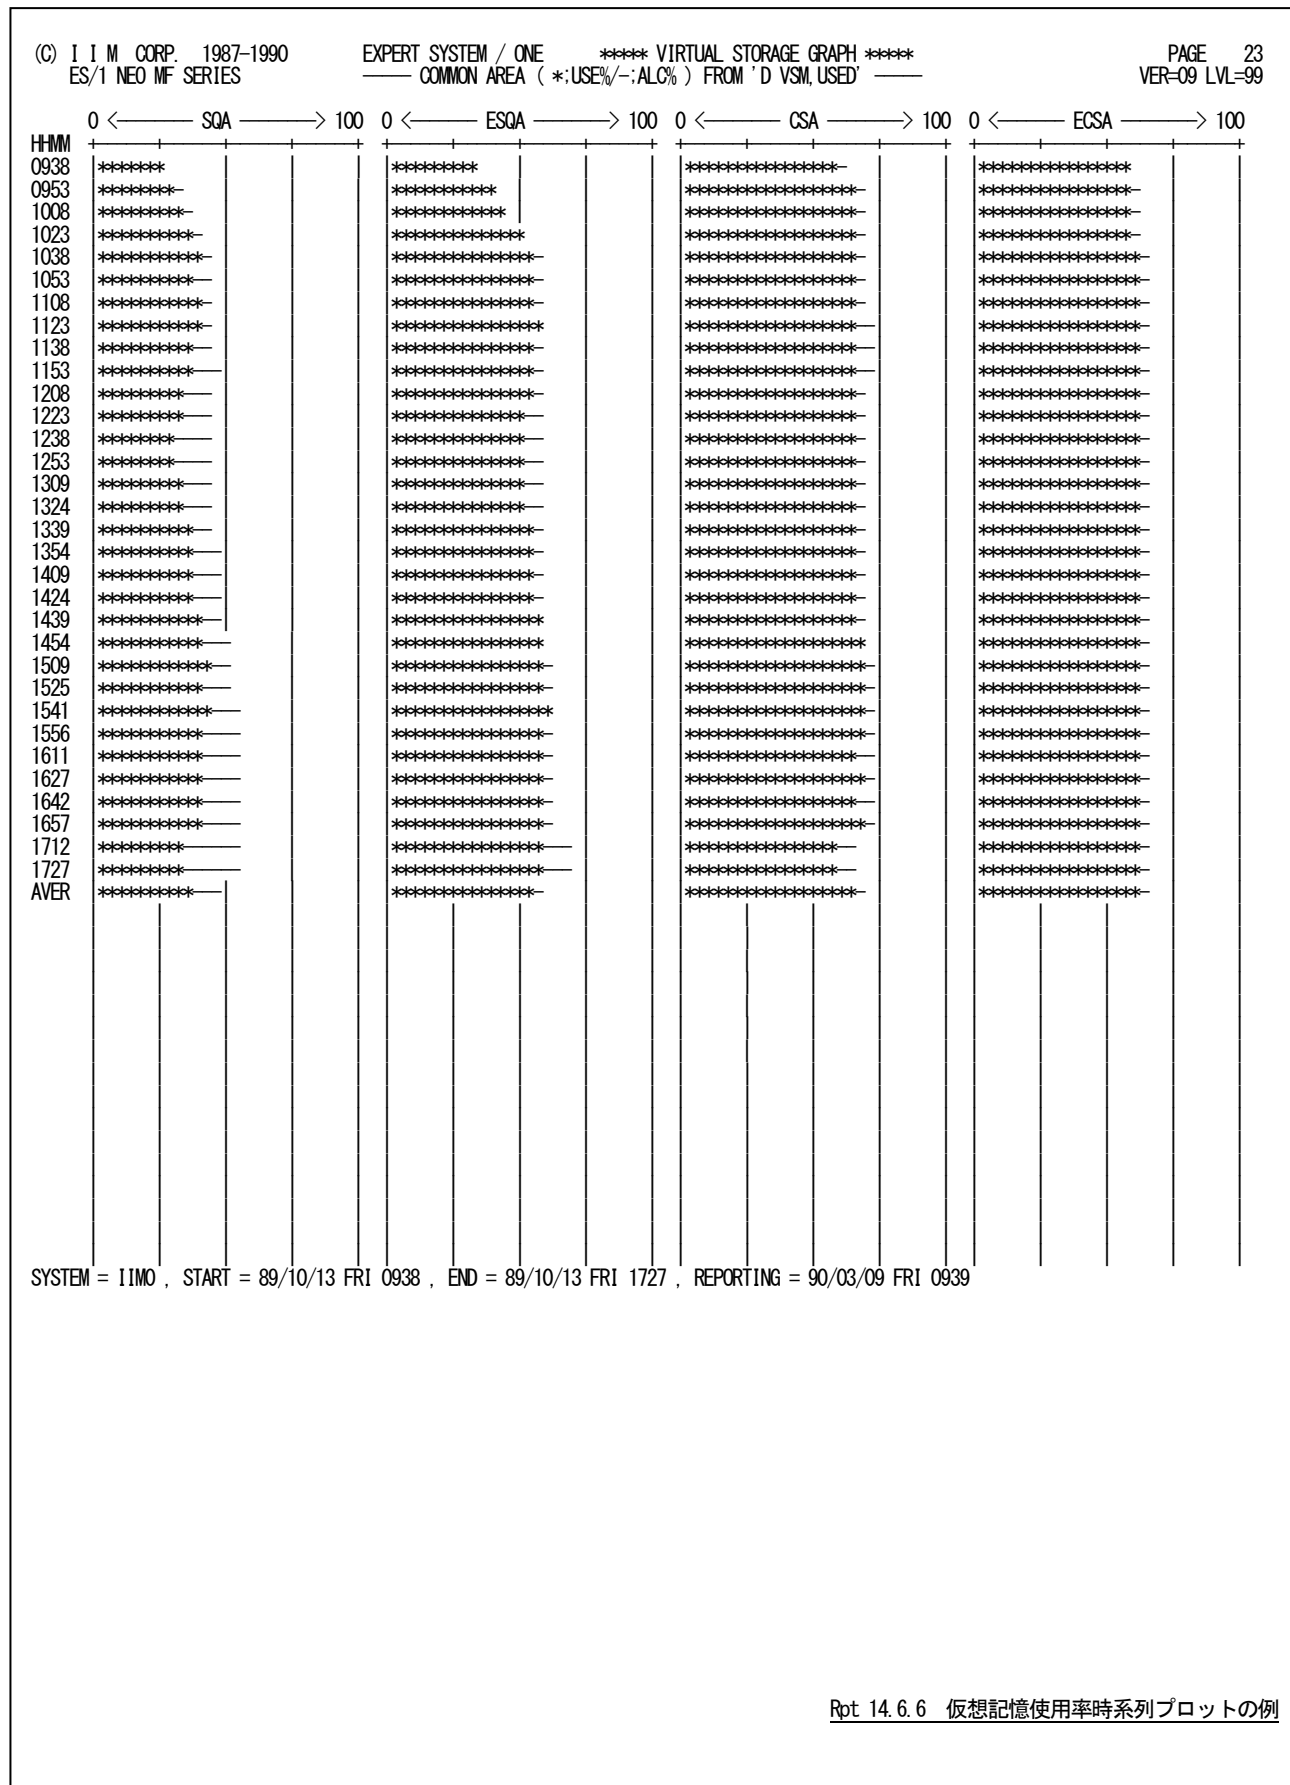 (C) I I M CORP. 1987-1990 EXPERT SYSTEM / ONE ***** VIRTUAL STORAGE GRAPH ***** PAGE 23
ES/1 NEO MF SERIES ----- COMMON AREA ( *;USE%/-;ALC% ) FROM 'D VSM,USED' ----- VER=09 LVL=99
0 <-------- SQA --------> 100 0 <------- ESQA --------> 100 0 <-------- CSA --------> 100 0 <------- ECSA --------> 100
HHMM
0938 ******* ********* ****************- ****************
0953 ********- *********** ******************- ****************-
1008 *********- ************ ******************- ****************-
1023 **********- ************** ******************- ****************-
1038 ***********- ***************- ******************- *****************-
1053 **********-- ***************- ******************- *****************-
1108 ***********- ***************- ******************- *****************-
1123 ***********- **************** ******************-- *****************-
1138 **********-- ***************- ******************-- *****************-
1153 **********--- ***************- ******************-- *****************-
1208 *********--- ***************- ******************- *****************-
1223 *********--- **************-- ******************- *****************-
1238 ********---- **************-- ******************- *****************-
1253 ********---- **************-- ******************- *****************-
1309 *********--- **************-- ******************- *****************-
1324 *********--- **************-- ******************- *****************-
1339 **********-- ***************- ******************- *****************-
1354 **********--- ***************- ******************- *****************-
1409 **********--- ***************- ******************- *****************-
1424 **********--- ***************- ******************- *****************-
1439 ***********-- **************** ******************- *****************-
1454 ***********--- **************** ******************* *****************-
1509 ************-- ****************- *******************- *****************-
1525 ***********--- ****************- *******************- *****************-
1541 ************--- ***************** *******************- *****************-
1556 ***********---- ****************- *******************- *****************-
1611 ***********---- ****************- ******************-- *****************-
1627 ***********---- ****************- *******************- *****************-
1642 ***********---- ****************- ******************-- *****************-
1657 ***********---- ****************- *******************- *****************-
1712 *********------ ****************--- ****************-- *****************-
1727 *********------ ****************--- ****************-- *****************-
AVER **********--- ***************- ******************- *****************-
SYSTEM = IIMO , START = 89/10/13 FRI 0938 , END = 89/10/13 FRI 1727 , REPORTING = 90/03/09 FRI 0939
Rpt 14.6.6 仮想記憶使用率時系列プロットの例